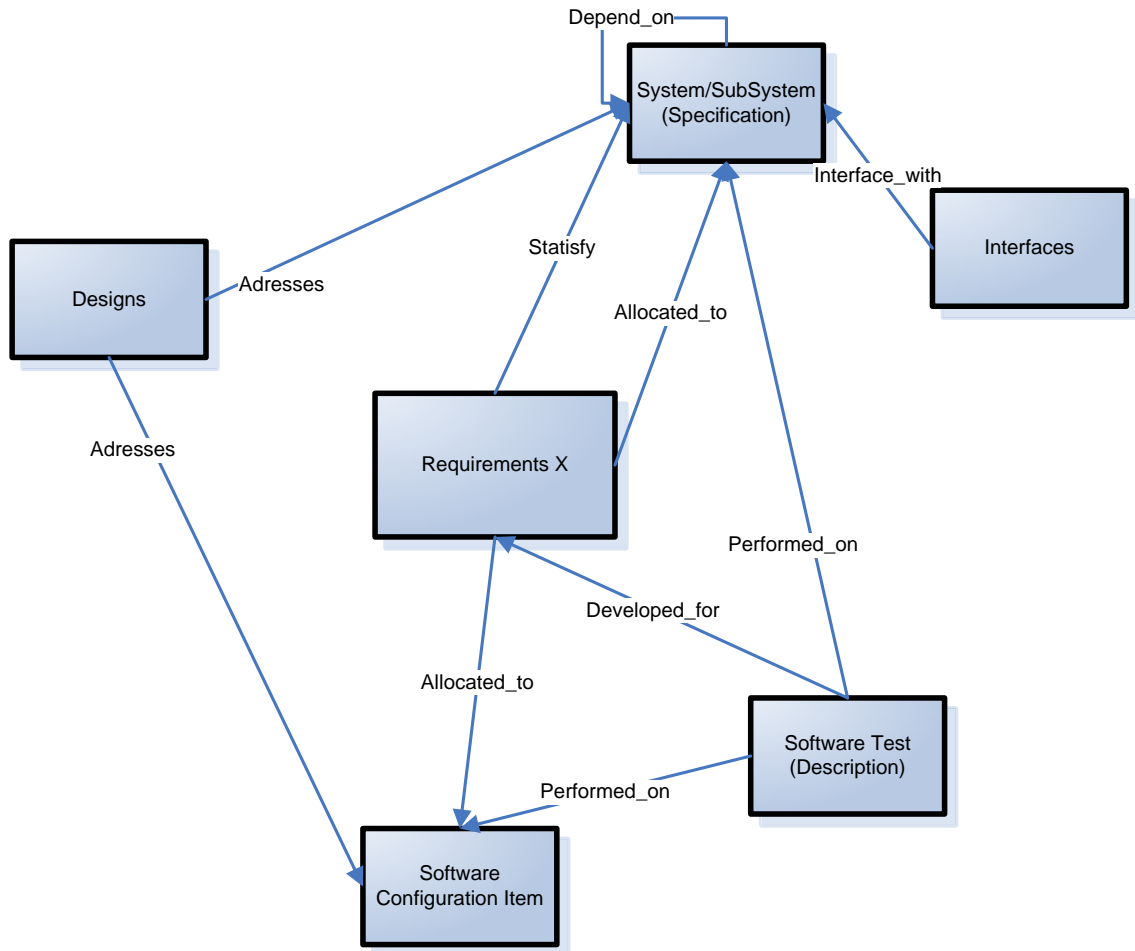 Depend_on
System/SubSystem
(Specification)
Interface_with
Interfaces
Statisfy
Designs
Adresses
Allocated_to
Adresses
Requirements X
Performed_on
Developed_for
Allocated_to
Software Test
(Description)
Performed_on
Software
Configuration Item